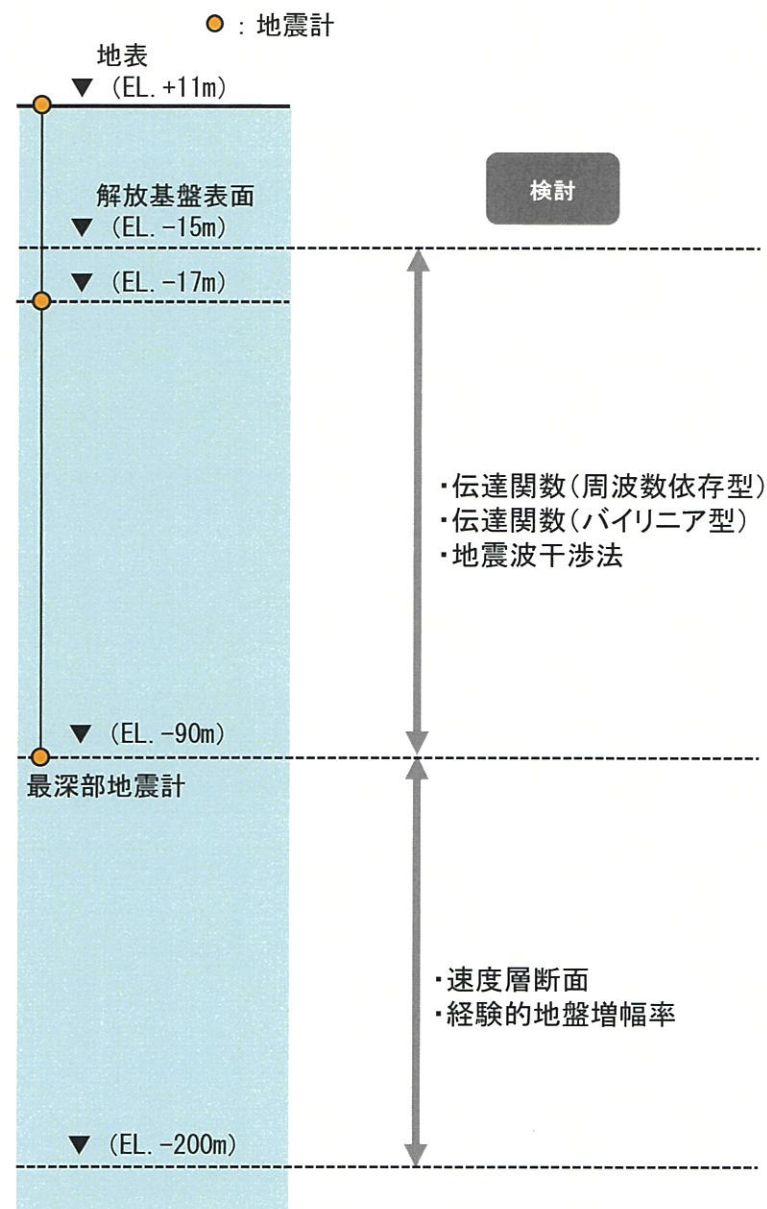 ：地震計
地表
▼ (EL.+11m)
検討
解放基盤表面
▼ (EL.-15m)
▼ (EL.-17m)
・伝達関数(周波数依存型)
・伝達関数(バイリニア型)
・地震波干渉法
▼ (EL.-90m)
最深部地震計
・速度層断面
・経験的地盤増幅率
▼ (EL.-200m)